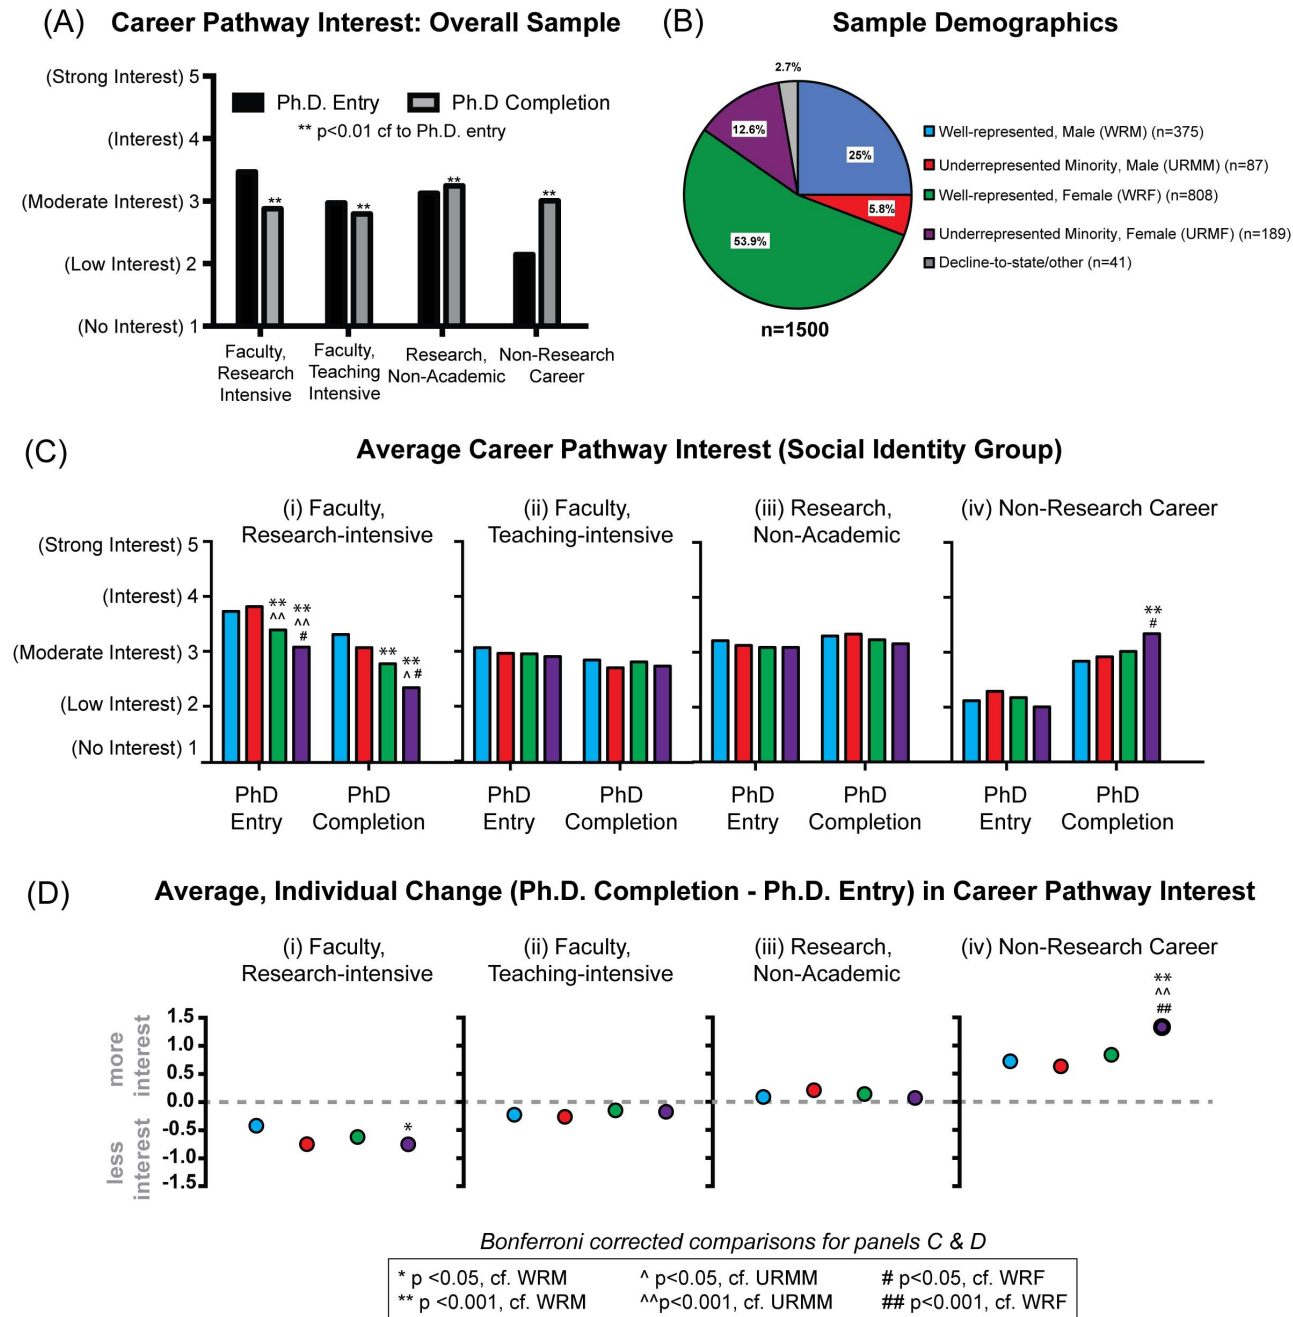 (A) Career Pathway Interest: Overall Sample
(Strong Interest) 5
(Interest) 4
(Moderate Interest) 3
(Low Interest) 2
(No Interest) 1
Ph.D. Entry
Ph.D Completion
** p<0.01 cf to Ph.D. entry
**
**
**
**
Faculty,
Research
Intensive
Faculty,
Teaching
Intensive
Research,
Non-Academic
Non-Research
Career
(B) Sample Demographics
2.7%
12.6%
25%
5.8%
53.9%
n=1500
Well-represented, Male (WRM) (n=375)
Underrepresented Minority, Male (URMM) (n=87)
Well-represented, Female (WRF) (n=808)
Underrepresented Minority, Female (URMF) (n=189)
Decline-to-state/other (n=41)
(C) Average Career Pathway Interest (Social Identity Group)
(Strong Interest) 5
(Interest) 4
(Moderate Interest) 3
(Low Interest) 2
(No Interest) 1
(i) Faculty,
Research-intensive
**
^^
**
^^
#
**
**
^ #
PhD
Entry
PhD
Completion
(ii) Faculty,
Teaching-intensive
PhD
Entry
PhD
Completion
(iii) Research,
Non-Academic
PhD
Entry
PhD
Completion
(iv) Non-Research Career
**
#
PhD
Entry
PhD
Completion
(D) Average, Individual Change (Ph.D. Completion - Ph.D. Entry) in Career Pathway Interest
more
interest
less
interest
1.5
1.0
0.5
0.0
-0.5
-1.0
-1.5
(i) Faculty,
Research-intensive
*
(ii) Faculty,
Teaching-intensive
(iii) Research,
Non-Academic
(iv) Non-Research Career
**
^^
##
Bonferroni corrected comparisons for panels C & D
* p <0.05, cf. WRM ^ p<0.05, cf. URMM # p<0.05, cf. WRF
** p <0.001, cf. WRM ^^p<0.001, cf. URMM ## p<0.001, cf. WRF